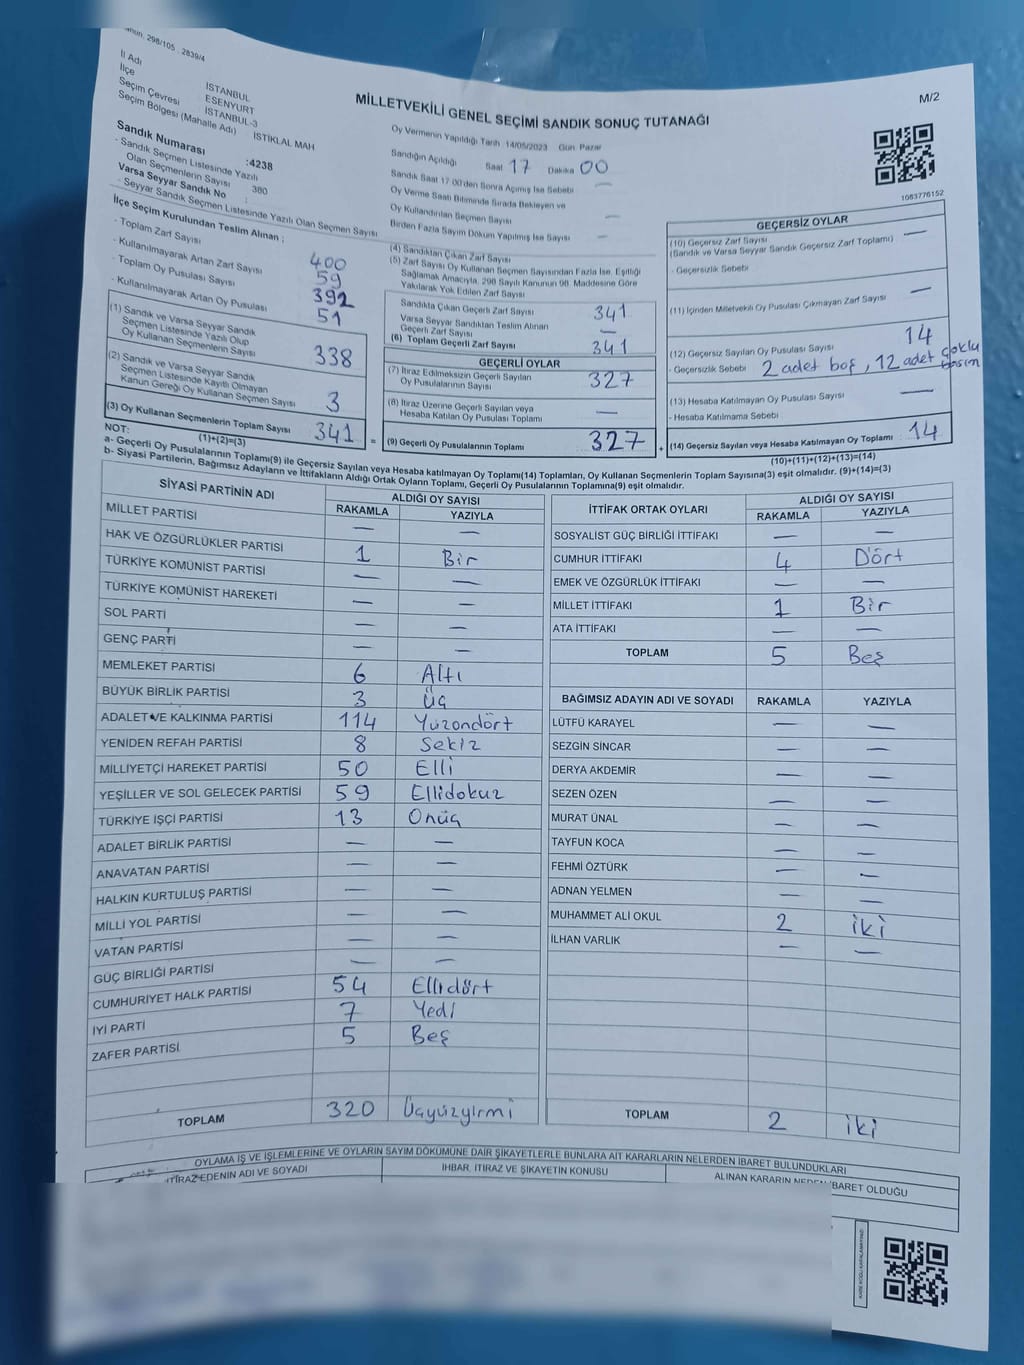 298/105 . 2839/4
İl Adı İSTANBUL
İlçe ESENYURT
Seçim Çevresi İSTANBUL-3
Seçim Bölgesi (Mahalle Adı) İSTİKLAL MAH
Sandık Numarası :4238
- Sandık Seçmen Listesinde Yazılı
Olan Seçmenlerin Sayısı 380
Varsa Seyyar Sandık No :
- Seyyar Sandık Seçmen Listesinde Yazılı Olan Seçmen Sayısı
İlçe Seçim Kurulundan Teslim Alınan ;
- Toplam Zarf Sayısı 400
- Kullanılmayarak Artan Zarf Sayısı 59
- Toplam Oy Pusulası Sayısı 392
- Kullanılmayarak Artan Oy Pusulası 51
(1) Sandık ve Varsa Seyyar Sandık
Seçmen Listesinde Yazılı Olup
Oy Kullanan Seçmenlerin Sayısı 338
(2) Sandık ve Varsa Seyyar Sandık
Seçmen Listesinde Kayıtlı Olmayan
Kanun Gereği Oy Kullanan Seçmen Sayısı 3
(3) Oy Kullanan Seçmenlerin Toplam Sayısı 341 =
(1)+(2)=(3)
MİLLETVEKİLİ GENEL SEÇİMİ SANDIK SONUÇ TUTANAĞI
M/2
Oy Vermenin Yapıldığı Tarih 14/05/2023 Gün Pazar
Sandığın Açıldığı Saat 17 Dakika 00
Sandık Saat 17.00'den Sonra Açılmış İse Sebebi —
Oy Verme Saati Bitiminde Sırada Bekleyen ve
Oy Kullandırılan Seçmen Sayısı —
Birden Fazla Sayım Döküm Yapılmış İse Sayısı —
(4) Sandıktan Çıkan Zarf Sayısı
(5) Zarf Sayısı Oy Kullanan Seçmen Sayısından Fazla İse, Eşitliği
Sağlamak Amacıyla, 298 Sayılı Kanunun 98. Maddesine Göre
Yakılarak Yok Edilen Zarf Sayısı
Sandıkta Çıkan Geçerli Zarf Sayısı 341
Varsa Seyyar Sandıktan Teslim Alınan
Geçerli Zarf Sayısı —
(6) Toplam Geçerli Zarf Sayısı 341
GEÇERLİ OYLAR
(7) İtiraz Edilmeksizin Geçerli Sayılan
Oy Pusulalarının Sayısı 327
(8) İtiraz Üzerine Geçerli Sayılan veya
Hesaba Katılan Oy Pusulası Toplamı —
(9) Geçerli Oy Pusulalarının Toplamı 327 +
1063776152
GEÇERSİZ OYLAR
(10) Geçersiz Zarf Sayısı —
(Sandık ve Varsa Seyyar Sandık Geçersiz Zarf Toplamı)
- Geçersizlik Sebebi
(11) İçinden Milletvekili Oy Pusulası Çıkmayan Zarf Sayısı —
(12) Geçersiz Sayılan Oy Pusulası Sayısı 14
- Geçersizlik Sebebi 2 adet boş, 12 adet çoklu basım
(13) Hesaba Katılmayan Oy Pusulası Sayısı —
- Hesaba Katılmama Sebebi
(14) Geçersiz Sayılan veya Hesaba Katılmayan Oy Toplamı 14
(10)+(11)+(12)+(13)=(14)
NOT:
a- Geçerli Oy Pusulalarının Toplamı(9) ile Geçersiz Sayılan veya Hesaba katılmayan Oy Toplamı(14) Toplamları, Oy Kullanan Seçmenlerin Toplam Sayısına(3) eşit olmalıdır. (9)+(14)=(3)
b- Siyasi Partilerin, Bağımsız Adayların ve İttifakların Aldığı Ortak Oyların Toplamı, Geçerli Oy Pusulalarının Toplamına(9) eşit olmalıdır.
SİYASİ PARTİNİN ADI ALDIĞI OY SAYISI
RAKAMLA YAZIYLA
MİLLET PARTİSİ — —
HAK VE ÖZGÜRLÜKLER PARTİSİ 1 Bir
TÜRKİYE KOMÜNİST PARTİSİ — —
TÜRKİYE KOMÜNİST HAREKETİ — —
SOL PARTİ — —
GENÇ PARTİ — —
MEMLEKET PARTİSİ 6 Altı
BÜYÜK BİRLİK PARTİSİ 3 Üç
ADALET VE KALKINMA PARTİSİ 114 Yüzondört
YENİDEN REFAH PARTİSİ 8 Sekiz
MİLLİYETÇİ HAREKET PARTİSİ 50 Elli
YEŞİLLER VE SOL GELECEK PARTİSİ 59 Ellidokuz
TÜRKİYE İŞÇİ PARTİSİ 13 Onüç
ADALET BİRLİK PARTİSİ — —
ANAVATAN PARTİSİ — —
HALKIN KURTULUŞ PARTİSİ — —
MİLLİ YOL PARTİSİ — —
VATAN PARTİSİ — —
GÜÇ BİRLİĞİ PARTİSİ — —
CUMHURİYET HALK PARTİSİ 54 Ellidört
İYİ PARTİ 7 Yedi
ZAFER PARTİSİ 5 Beş
TOPLAM 320 Üçyüzyirmi
İTTİFAK ORTAK OYLARI ALDIĞI OY SAYISI
RAKAMLA YAZIYLA
SOSYALİST GÜÇ BİRLİĞİ İTTİFAKI — —
CUMHUR İTTİFAKI 4 Dört
EMEK VE ÖZGÜRLÜK İTTİFAKI — —
MİLLET İTTİFAKI 1 Bir
ATA İTTİFAKI — —
TOPLAM 5 Beş
BAĞIMSIZ ADAYIN ADI VE SOYADI RAKAMLA YAZIYLA
LÜTFÜ KARAYEL — —
SEZGİN SİNCAR — —
DERYA AKDEMİR — —
SEZEN ÖZEN — —
MURAT ÜNAL — —
TAYFUN KOCA — —
FEHMİ ÖZTÜRK — —
ADNAN YELMEN — —
MUHAMMET ALİ OKUL 2 iki
İLHAN VARLIK — —
TOPLAM 2 iki
OYLAMA İŞ VE İŞLEMLERİNE VE OYLARIN SAYIM DÖKÜMÜNE DAİR ŞİKAYETLERLE BUNLARA AİT KARARLARIN NELERDEN İBARET BULUNDUKLARI
İTİRAZ EDENİN ADI VE SOYADI İHBAR, İTİRAZ VE ŞİKAYETİN KONUSU ALINAN KARARIN NEDEN İBARET OLDUĞU